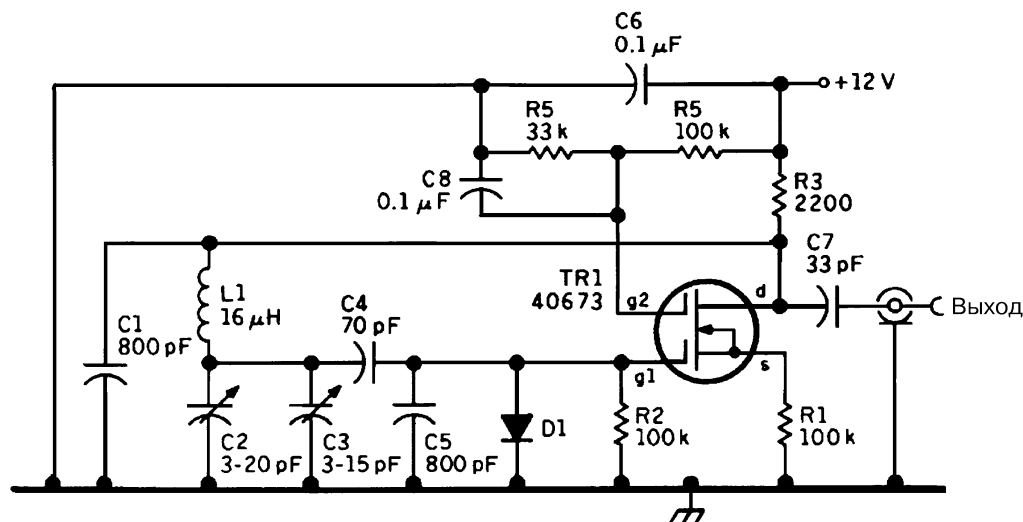 C6
0.1 µF
+12 V
R5
33 k
R5
100 k
C8
0.1 µF
R3
2200
C7
33 pF
TR1
40673
g2
d
Выход
L1
16 µH
C4
70 pF
C1
800 pF
g1
s
C2
3-20 pF
C3
3-15 pF
C5
800 pF
D1
R2
100 k
R1
100 k